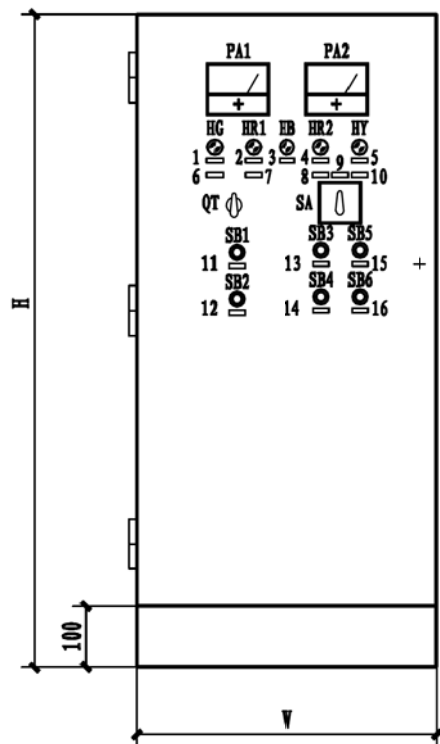 PA1 PA2
HG HR1 HB HR2 HY
1 2 3 4 5
6 7 8 9 10
QT SA
SB1 SB3 SB5
11 13 15
SB2 SB4 SB6
12 14 16
H
100
W